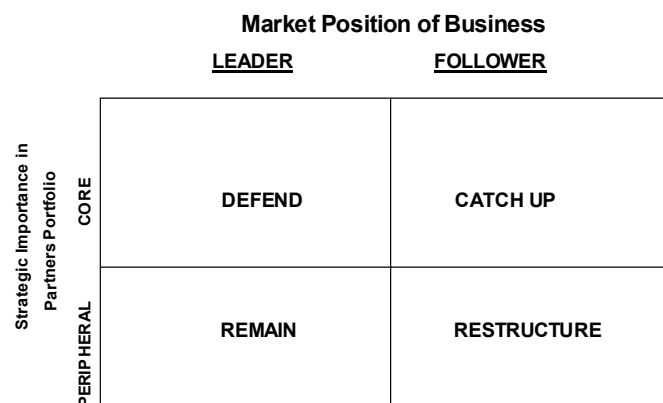 Market Position of Business
LEADER FOLLOWER
Strategic Importance in
Partners Portfolio
CORE
DEFEND CATCH UP
PERIPHERAL
REMAIN RESTRUCTURE